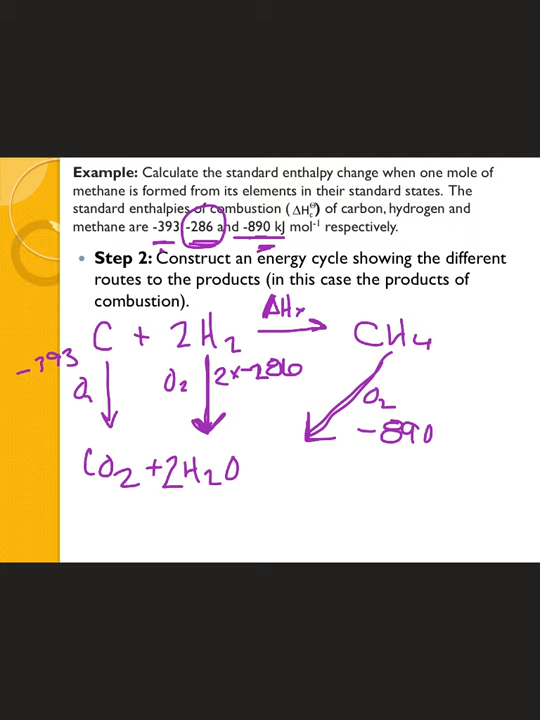 Example: Calculate the standard enthalpy change when one mole of
methane is formed from its elements in their standard states. The
standard enthalpies of combustion (ΔH꜀⊖) of carbon, hydrogen and
methane are -393, -286 and -890 kJ mol⁻¹ respectively.
• Step 2: Construct an energy cycle showing the different
routes to the products (in this case the products of
combustion).
ΔHr
C + 2H₂ CH₄
-393 O₂ O₂ 2x-286 O₂
-890
CO₂+2H₂O